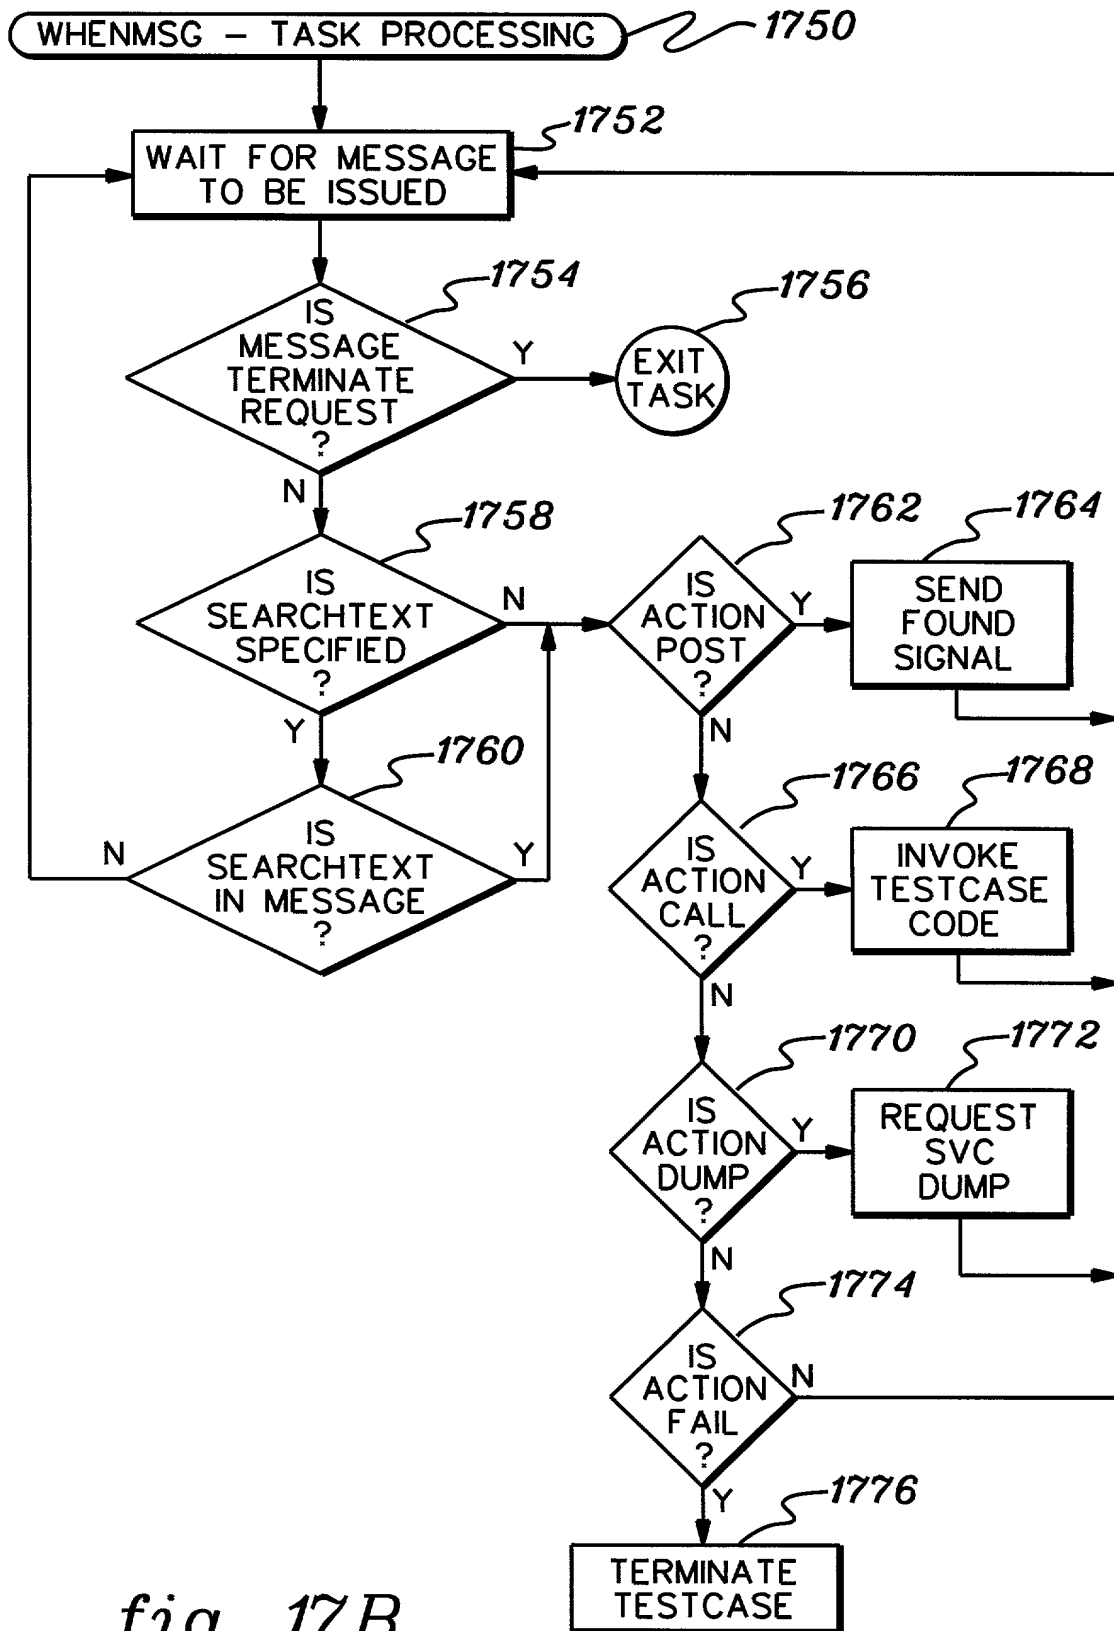 WHENMSG - TASK PROCESSING
1750
1752
WAIT FOR MESSAGE
TO BE ISSUED
1754
IS
MESSAGE
TERMINATE
REQUEST
?
Y
N
1756
EXIT
TASK
1758
IS
SEARCHTEXT
SPECIFIED
?
N
Y
1760
IS
SEARCHTEXT
IN MESSAGE
?
N
Y
1762
IS
ACTION
POST
?
Y
N
1764
SEND
FOUND
SIGNAL
1766
IS
ACTION
CALL
?
Y
N
1768
INVOKE
TESTCASE
CODE
1770
IS
ACTION
DUMP
?
Y
N
1772
REQUEST
SVC
DUMP
1774
IS
ACTION
FAIL
?
N
Y
1776
TERMINATE
TESTCASE
fig. 17B